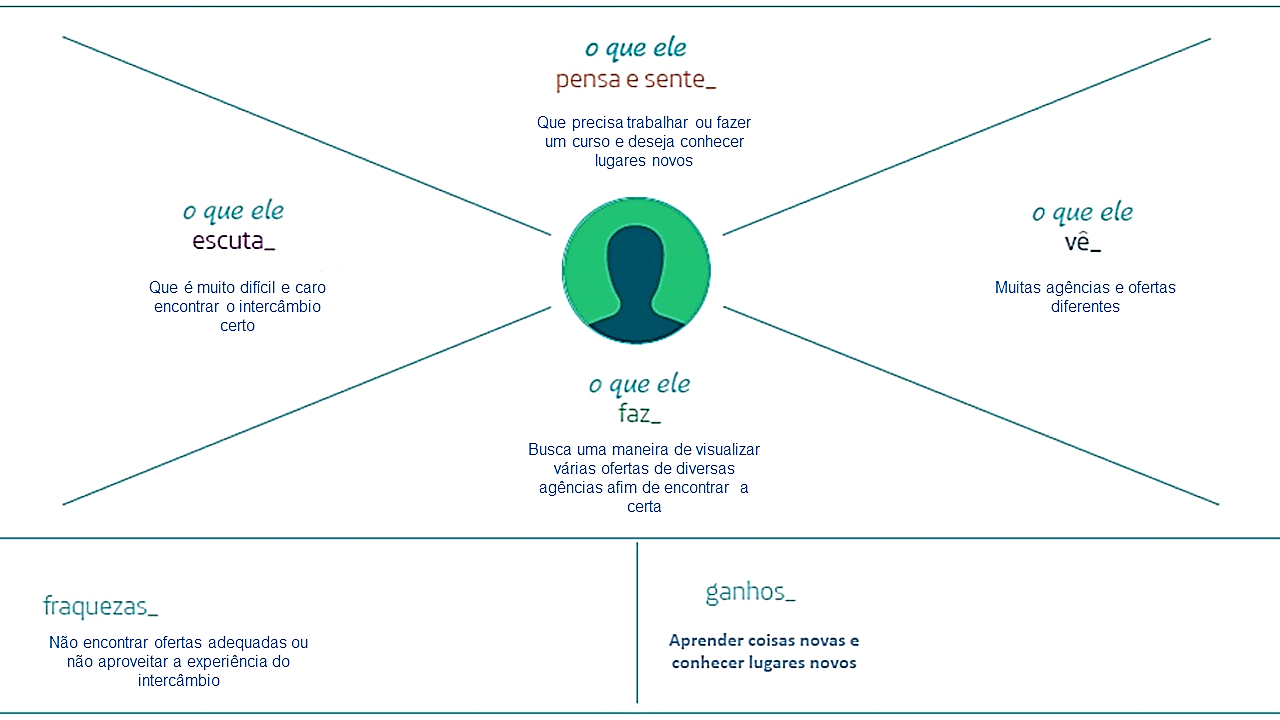 o que ele
pensa e sente_
Que precisa trabalhar ou fazer
um curso e deseja conhecer
lugares novos
o que ele
escuta_
Que é muito difícil e caro
encontrar o intercâmbio
certo
o que ele
vê_
Muitas agências e ofertas
diferentes
o que ele
faz_
Busca uma maneira de visualizar
várias ofertas de diversas
agências afim de encontrar a
certa
fraquezas_
Não encontrar ofertas adequadas ou
não aproveitar a experiência do
intercâmbio
ganhos_
Aprender coisas novas e
conhecer lugares novos